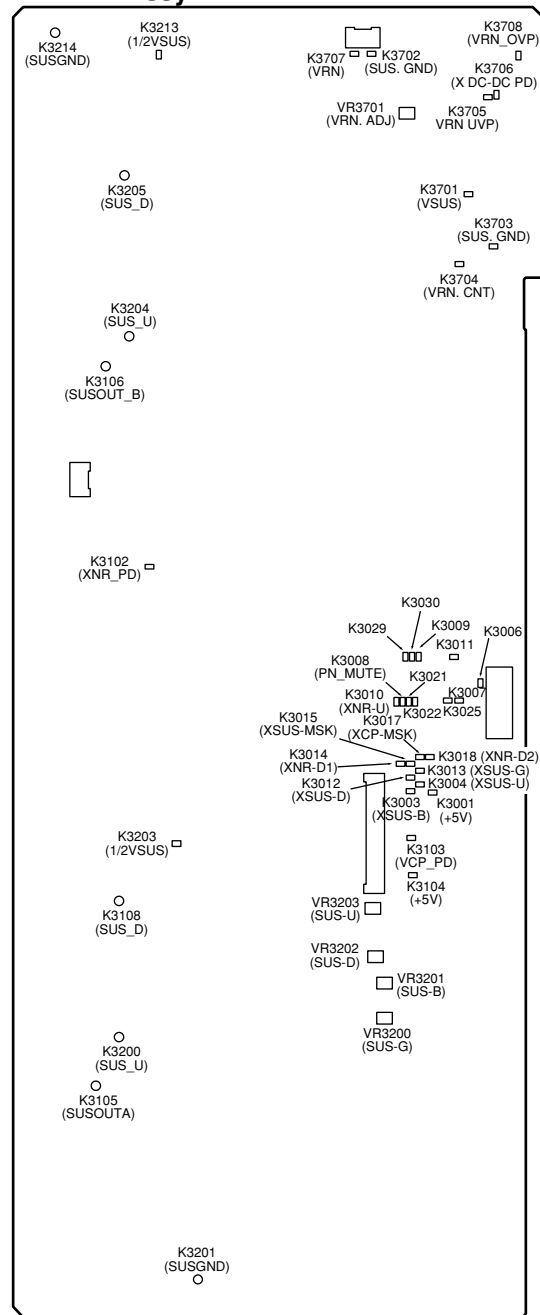 K3213
(1/2VSUS)
K3214
(SUSGND)
K3707
(VRN)
K3702
(SUS. GND)
K3708
(VRN_OVP)
K3706
(X DC-DC PD)
K3705
VRN UVP)
VR3701
(VRN. ADJ)
K3205
(SUS_D)
K3701
(VSUS)
K3703
(SUS. GND)
K3704
(VRN. CNT)
K3204
(SUS_U)
K3106
(SUSOUT_B)
K3102
(XNR_PD)
K3030
K3009
K3029
K3011
K3006
K3008
(PN_MUTE)
K3021
K3010
(XNR-U)
K3007
K3022
K3025
K3015
(XSUS-MSK)
K3017
(XCP-MSK)
K3014
(XNR-D1)
K3018 (XNR-D2)
K3013 (XSUS-G)
K3012
(XSUS-D)
K3004 (XSUS-U)
K3003
(XSUS-B)
K3001
(+5V)
K3203
(1/2VSUS)
K3103
(VCP_PD)
K3104
(+5V)
K3108
(SUS_D)
VR3203
(SUS-U)
VR3202
(SUS-D)
VR3201
(SUS-B)
VR3200
(SUS-G)
K3200
(SUS_U)
K3105
(SUSOUTA)
K3201
(SUSGND)